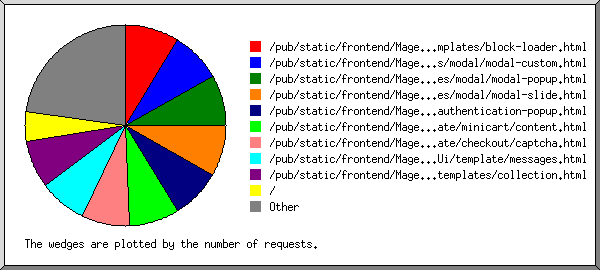 /pub/static/frontend/Mage...mplates/block-loader.html
/pub/static/frontend/Mage...s/modal/modal-custom.html
/pub/static/frontend/Mage...es/modal/modal-popup.html
/pub/static/frontend/Mage...es/modal/modal-slide.html
/pub/static/frontend/Mage...authentication-popup.html
/pub/static/frontend/Mage...ate/minicart/content.html
/pub/static/frontend/Mage...ate/checkout/captcha.html
/pub/static/frontend/Mage...Ui/template/messages.html
/pub/static/frontend/Mage...templates/collection.html
/
Other
The wedges are plotted by the number of requests.